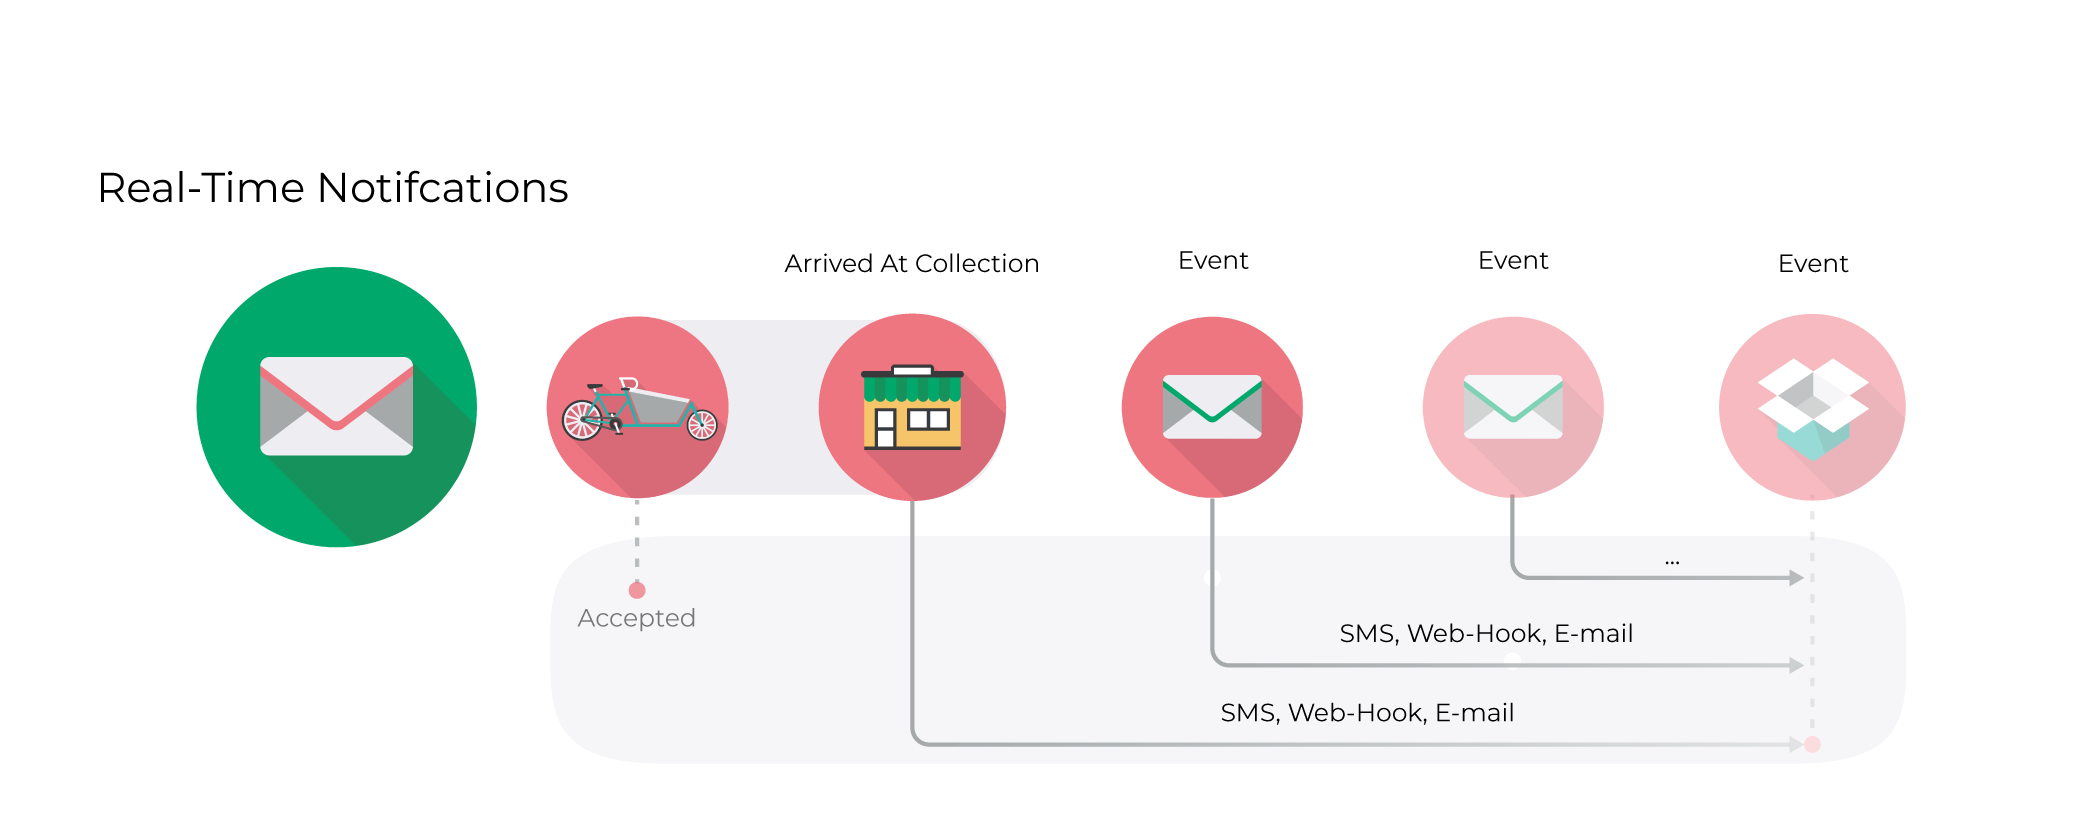 Real-Time Notifcations
Arrived At Collection
Event
Event
Event
...
Accepted
SMS, Web-Hook, E-mail
SMS, Web-Hook, E-mail